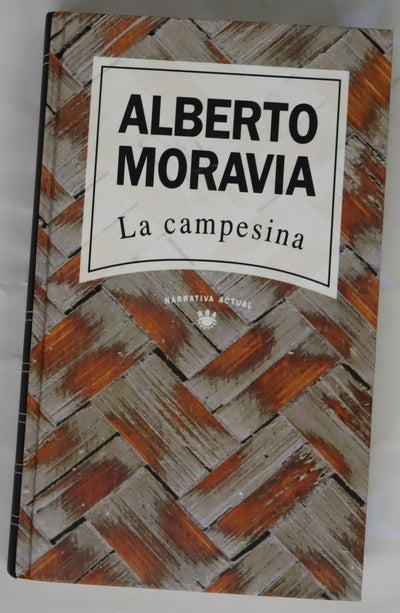 ALBERTO
MORAVIA
La campesina
NARRATIVA ACTUAL
RBA